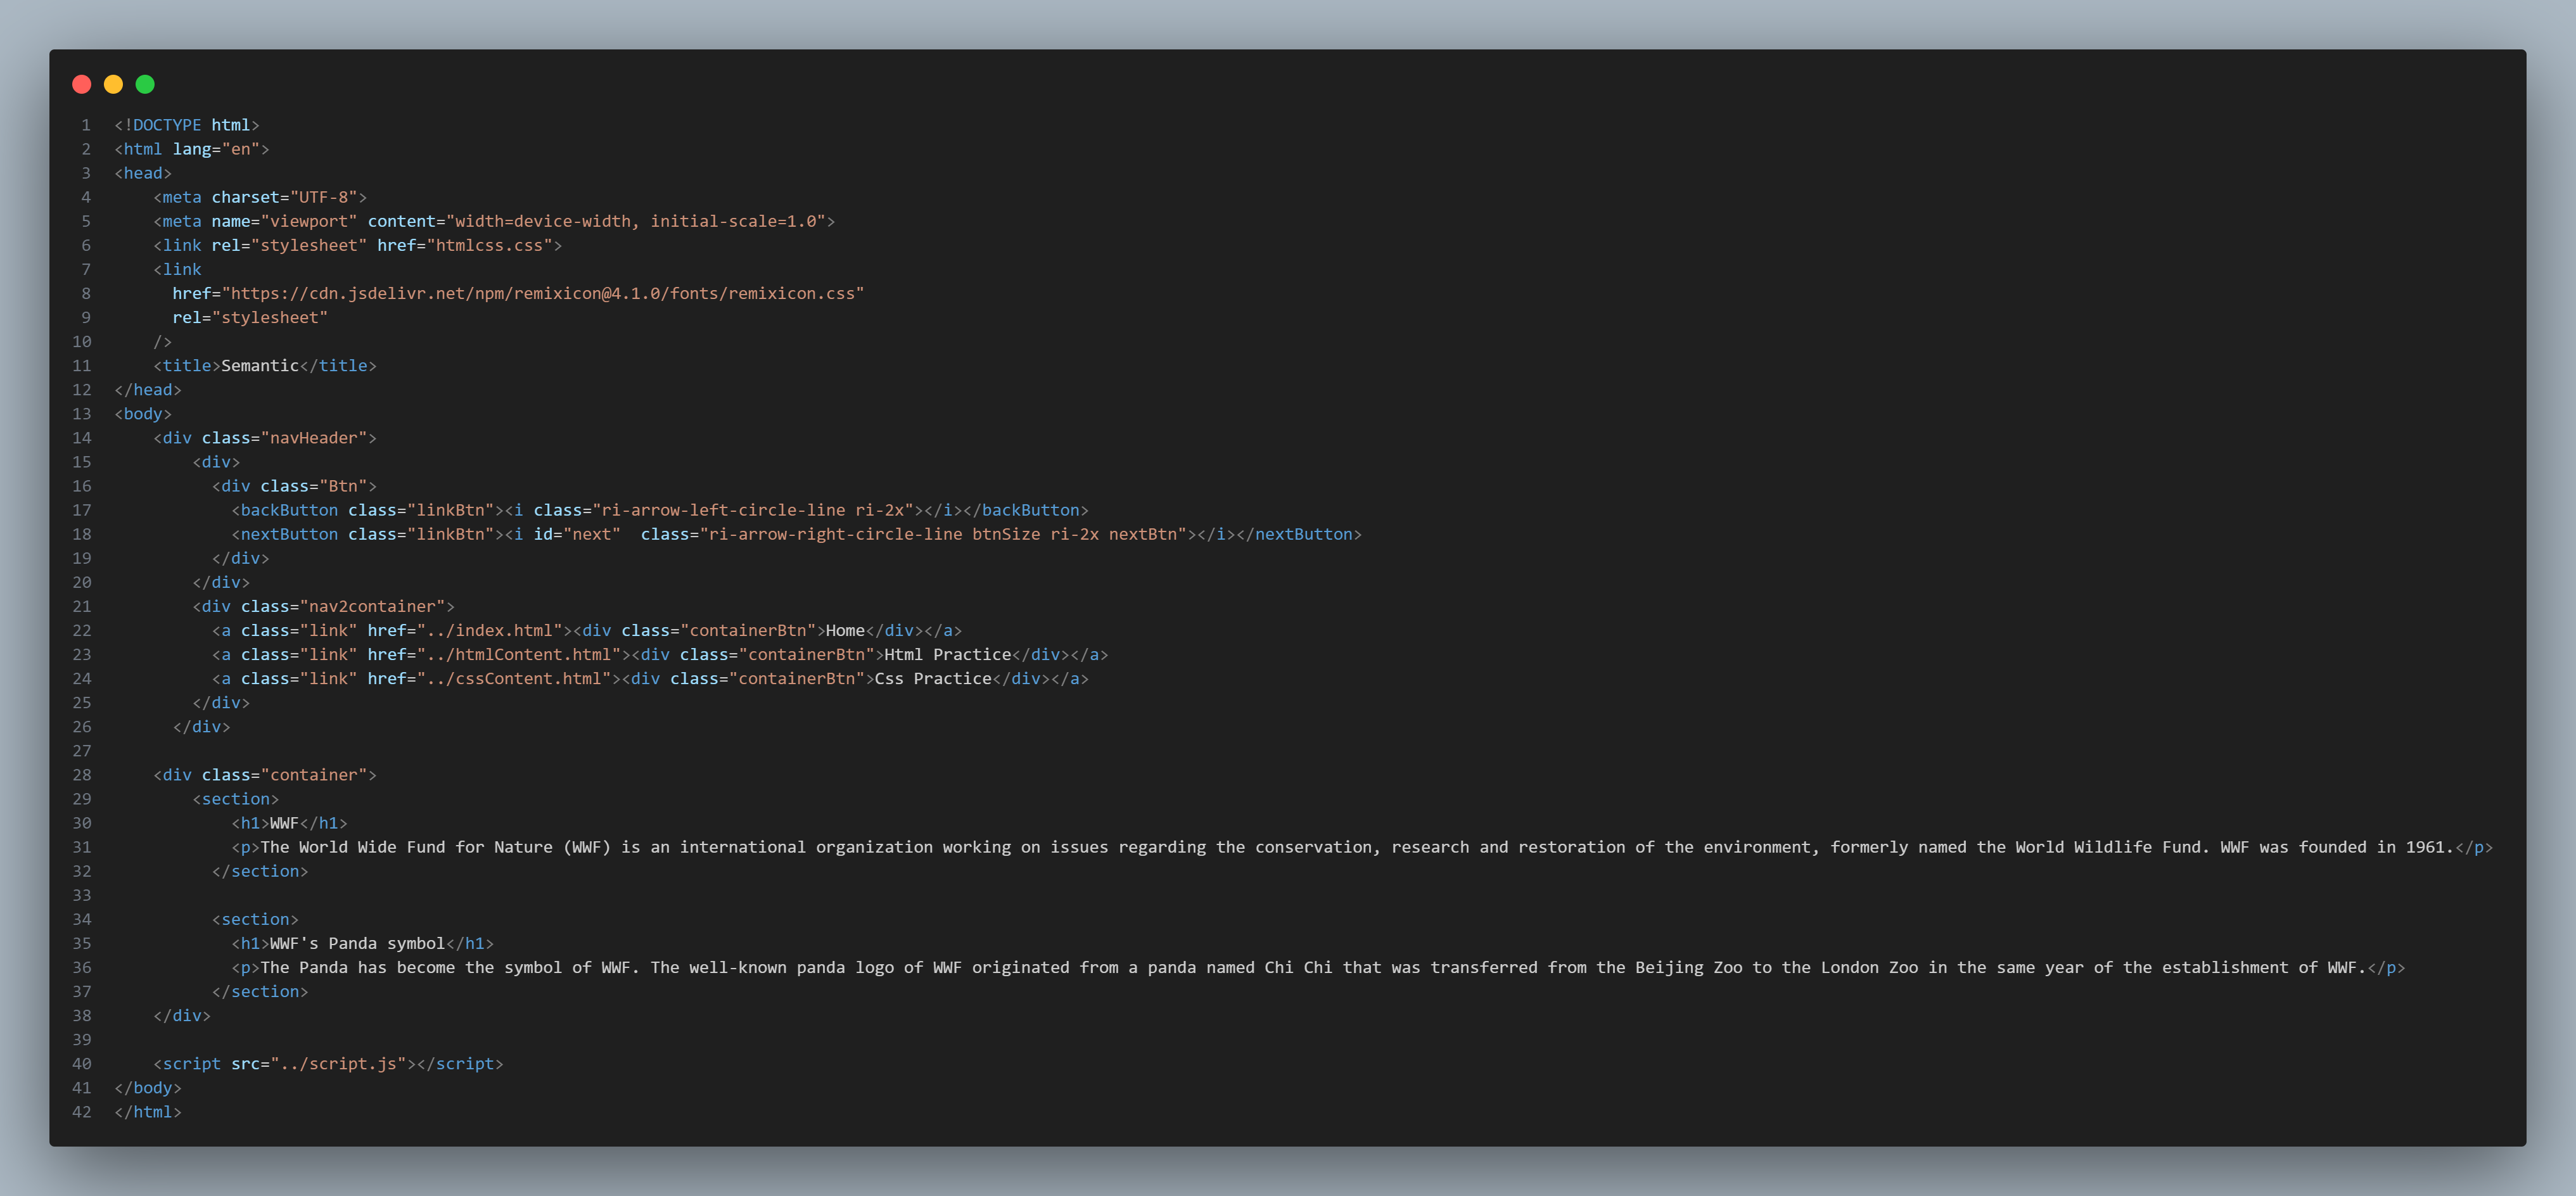 1 <!DOCTYPE html>
2 <html lang="en">
3 <head>
4     <meta charset="UTF-8">
5     <meta name="viewport" content="width=device-width, initial-scale=1.0">
6     <link rel="stylesheet" href="htmlcss.css">
7     <link
8       href="https://cdn.jsdelivr.net/npm/remixicon@4.1.0/fonts/remixicon.css"
9       rel="stylesheet"
10     />
11     <title>Semantic</title>
12 </head>
13 <body>
14     <div class="navHeader">
15         <div>
16           <div class="Btn">
17             <backButton class="linkBtn"><i class="ri-arrow-left-circle-line ri-2x"></i></backButton>
18             <nextButton class="linkBtn"><i id="next"  class="ri-arrow-right-circle-line btnSize ri-2x nextBtn"></i></nextButton>
19           </div>
20         </div>
21         <div class="nav2container">
22           <a class="link" href="../index.html"><div class="containerBtn">Home</div></a>
23           <a class="link" href="../htmlContent.html"><div class="containerBtn">Html Practice</div></a>
24           <a class="link" href="../cssContent.html"><div class="containerBtn">Css Practice</div></a>
25         </div>
26       </div>
27
28     <div class="container">
29         <section>
30             <h1>WWF</h1>
31             <p>The World Wide Fund for Nature (WWF) is an international organization working on issues regarding the conservation, research and restoration of the environment, formerly named the World Wildlife Fund. WWF was founded in 1961.</p>
32           </section>
33
34           <section>
35             <h1>WWF's Panda symbol</h1>
36             <p>The Panda has become the symbol of WWF. The well-known panda logo of WWF originated from a panda named Chi Chi that was transferred from the Beijing Zoo to the London Zoo in the same year of the establishment of WWF.</p>
37           </section>
38     </div>
39
40     <script src="../script.js"></script>
41 </body>
42 </html>